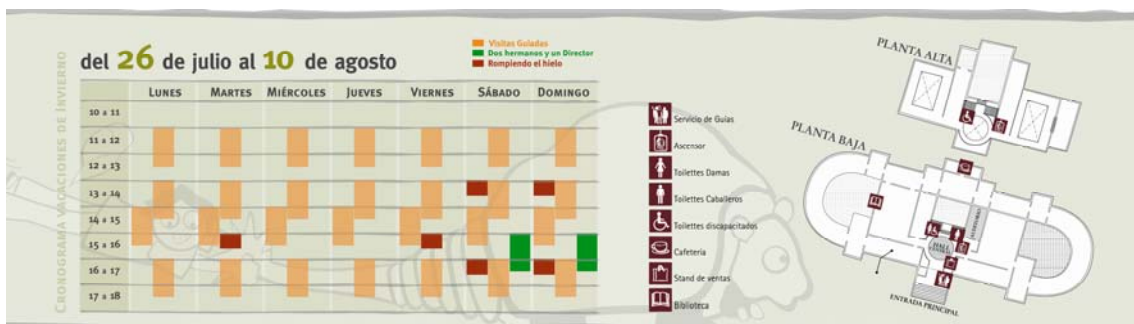 CRONOGRAMA VACACIONES DE INVIERNO
del 26 de julio al 10 de agosto
Visitas Guiadas
Dos hermanos y un Director
Rompiendo el hielo
LUNES MARTES MIÉRCOLES JUEVES VIERNES SÁBADO DOMINGO
10 a 11
11 a 12
12 a 13
13 a 14
14 a 15
15 a 16
16 a 17
17 a 18
Servicio de Guías
Ascensor
Toilettes Damas
Toilettes Caballeros
Toilettes discapacitados
Cafetería
Stand de ventas
Biblioteca
PLANTA ALTA
PLANTA BAJA
AUDITORIO
HALL
ENTRADA PRINCIPAL